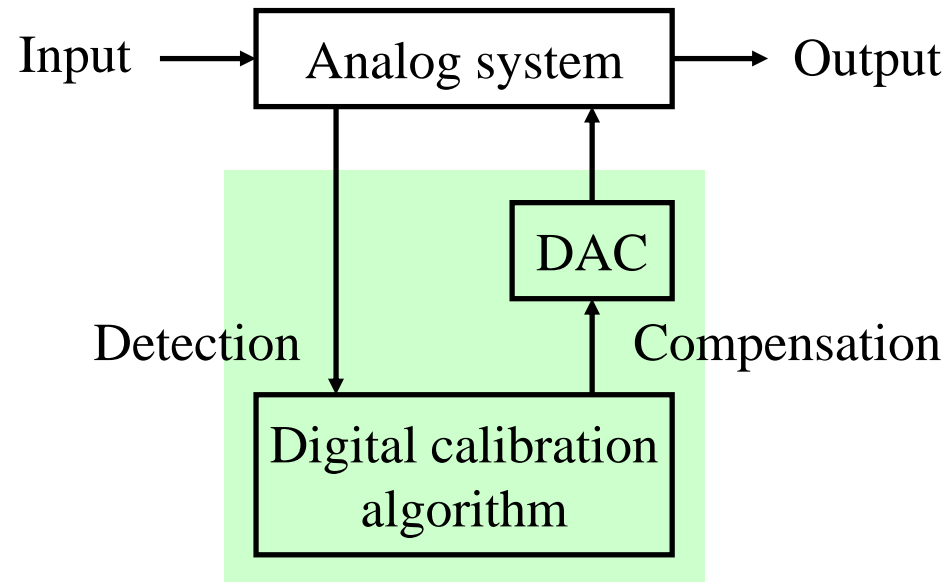 Input
Analog system
Output
DAC
Detection
Compensation
Digital calibration
algorithm